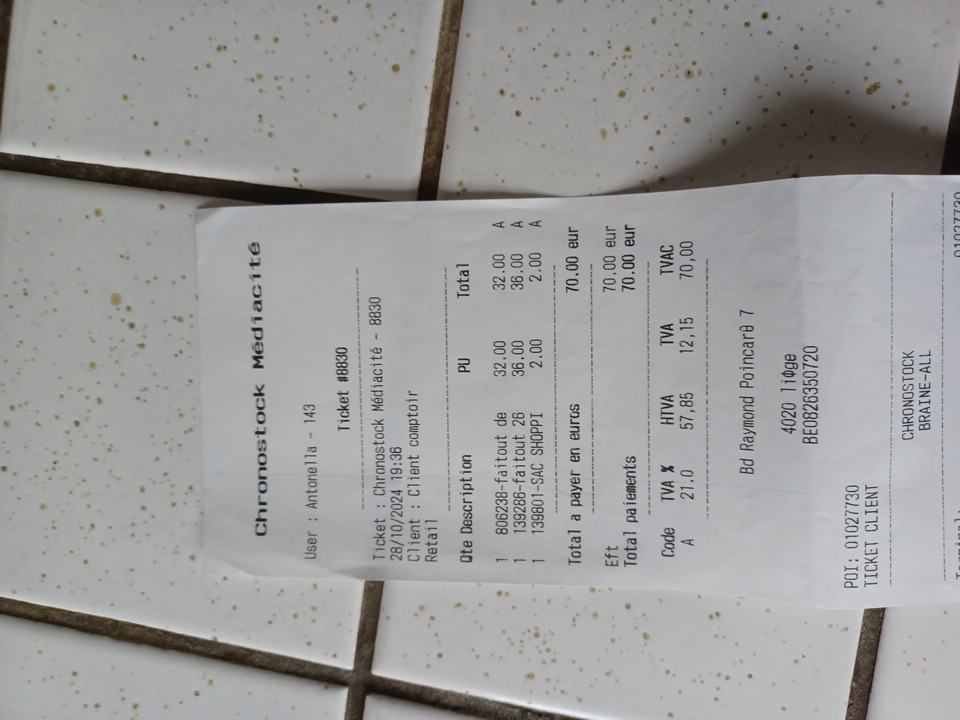 Chronostock Médiacité
User : Antonella - 143
Ticket #8830
Ticket : Chronostock Médiacité - 8830
28/10/2024 19:36
Client : Client comptoir
Retail
Qte Description PU Total
1 806238-faitout de 32.00 32.00 A
1 139286-faitout 26 36.00 36.00 A
1 139801-SAC SHOPPI 2.00 2.00 A
Total a payer en euros 70.00 eur
Eft 70.00 eur
Total paiements 70.00 eur
Code TVA % HTVA TVA TVAC
A 21.0 57,85 12,15 70,00
Bd Raymond Poincar0 7
4020 liØge
BE0826350720
POI: 01027730
TICKET CLIENT
CHRONOSTOCK
BRAINE-ALL